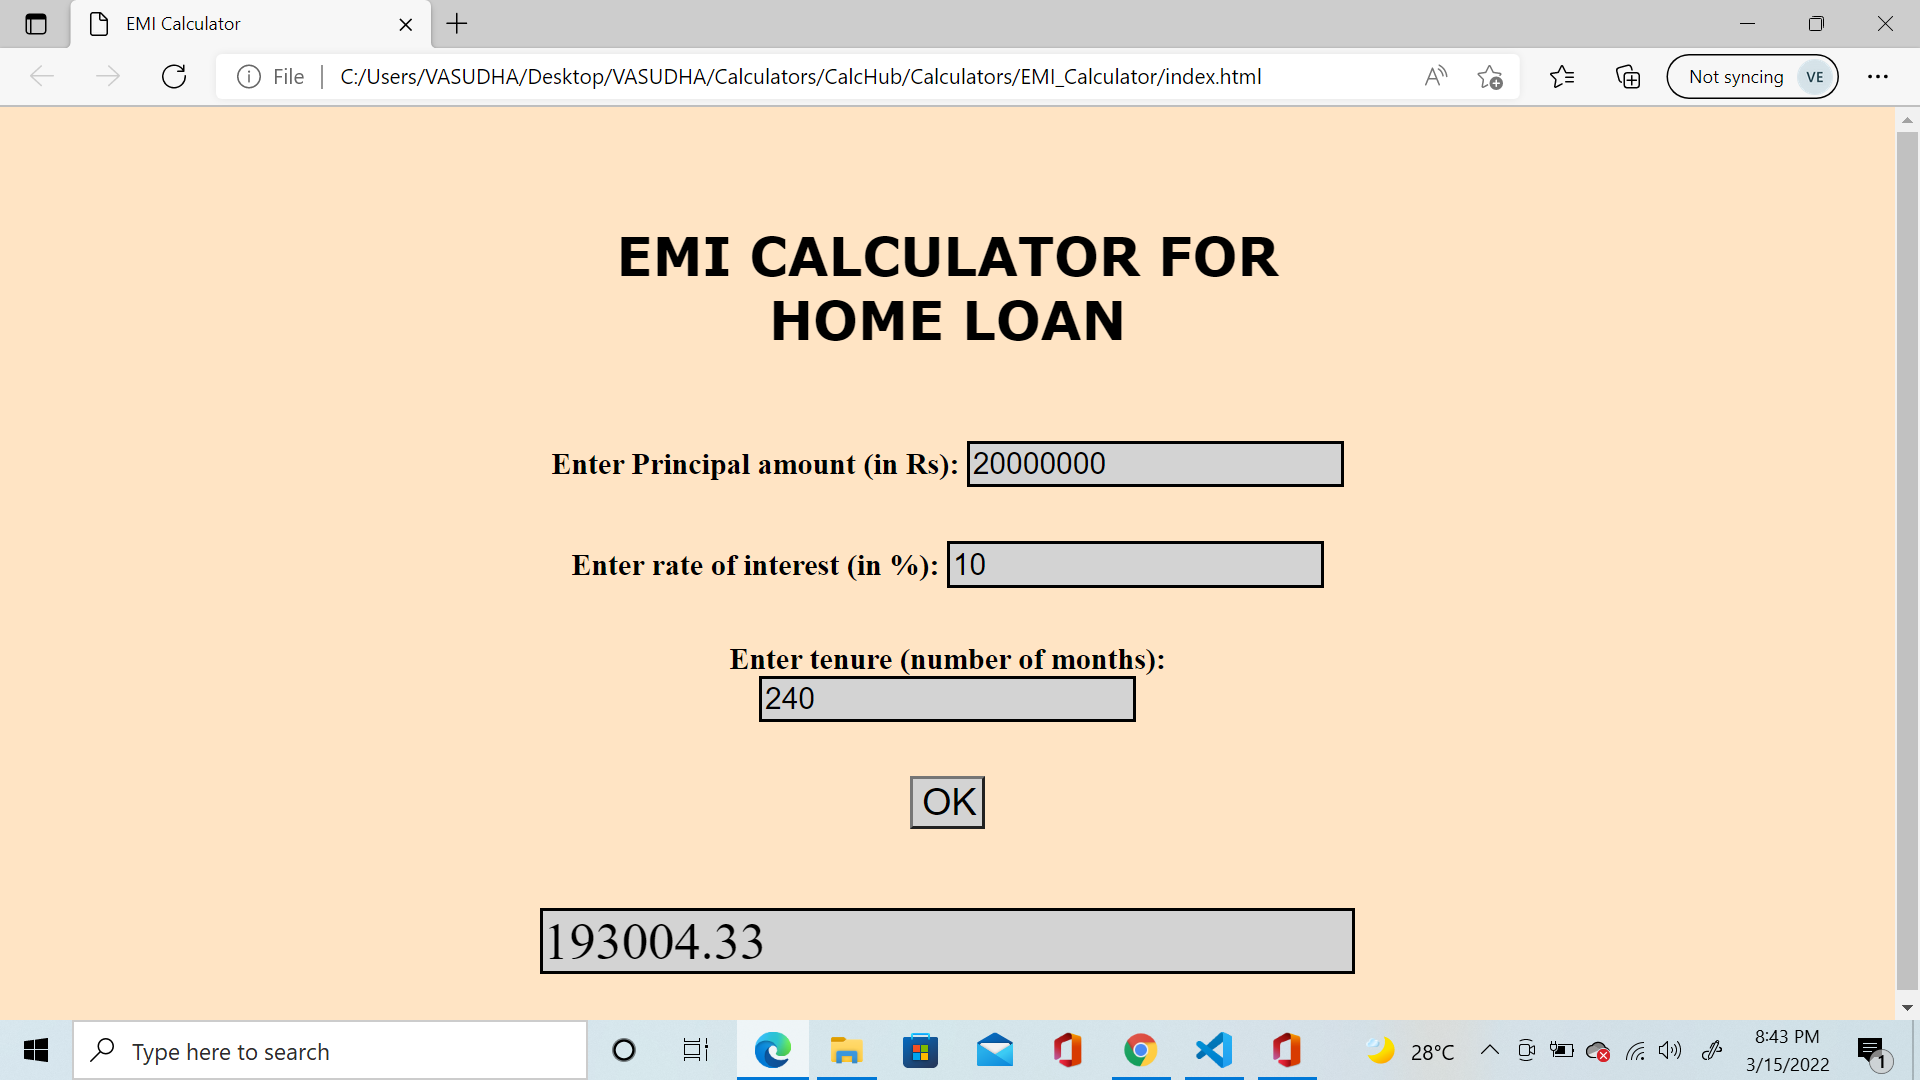 EMI Calculator
File
C:/Users/VASUDHA/Desktop/VASUDHA/Calculators/CalcHub/Calculators/EMI_Calculator/index.html
Not syncing VE
EMI CALCULATOR FOR
HOME LOAN
Enter Principal amount (in Rs): 20000000
Enter rate of interest (in %): 10
Enter tenure (number of months):
240
OK
193004.33
Type here to search
28°C
8:43 PM
3/15/2022
1